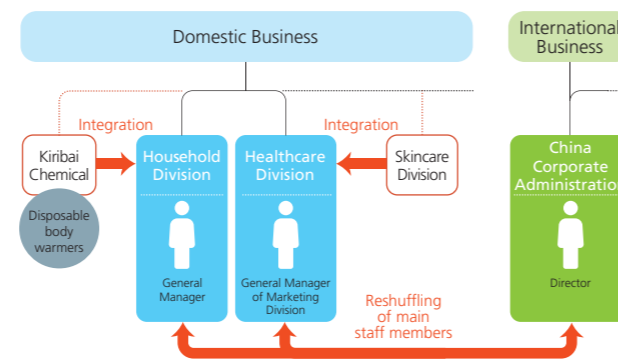 Domestic Business
International
Business
Integration
Integration
Kiribai
Chemical
Household
Division
Healthcare
Division
Skincare
Division
China
Corporate
Administration
Disposable
body
warmers
General
Manager
General Manager
of Marketing
Division
Director
Reshuffling
of main
staff members